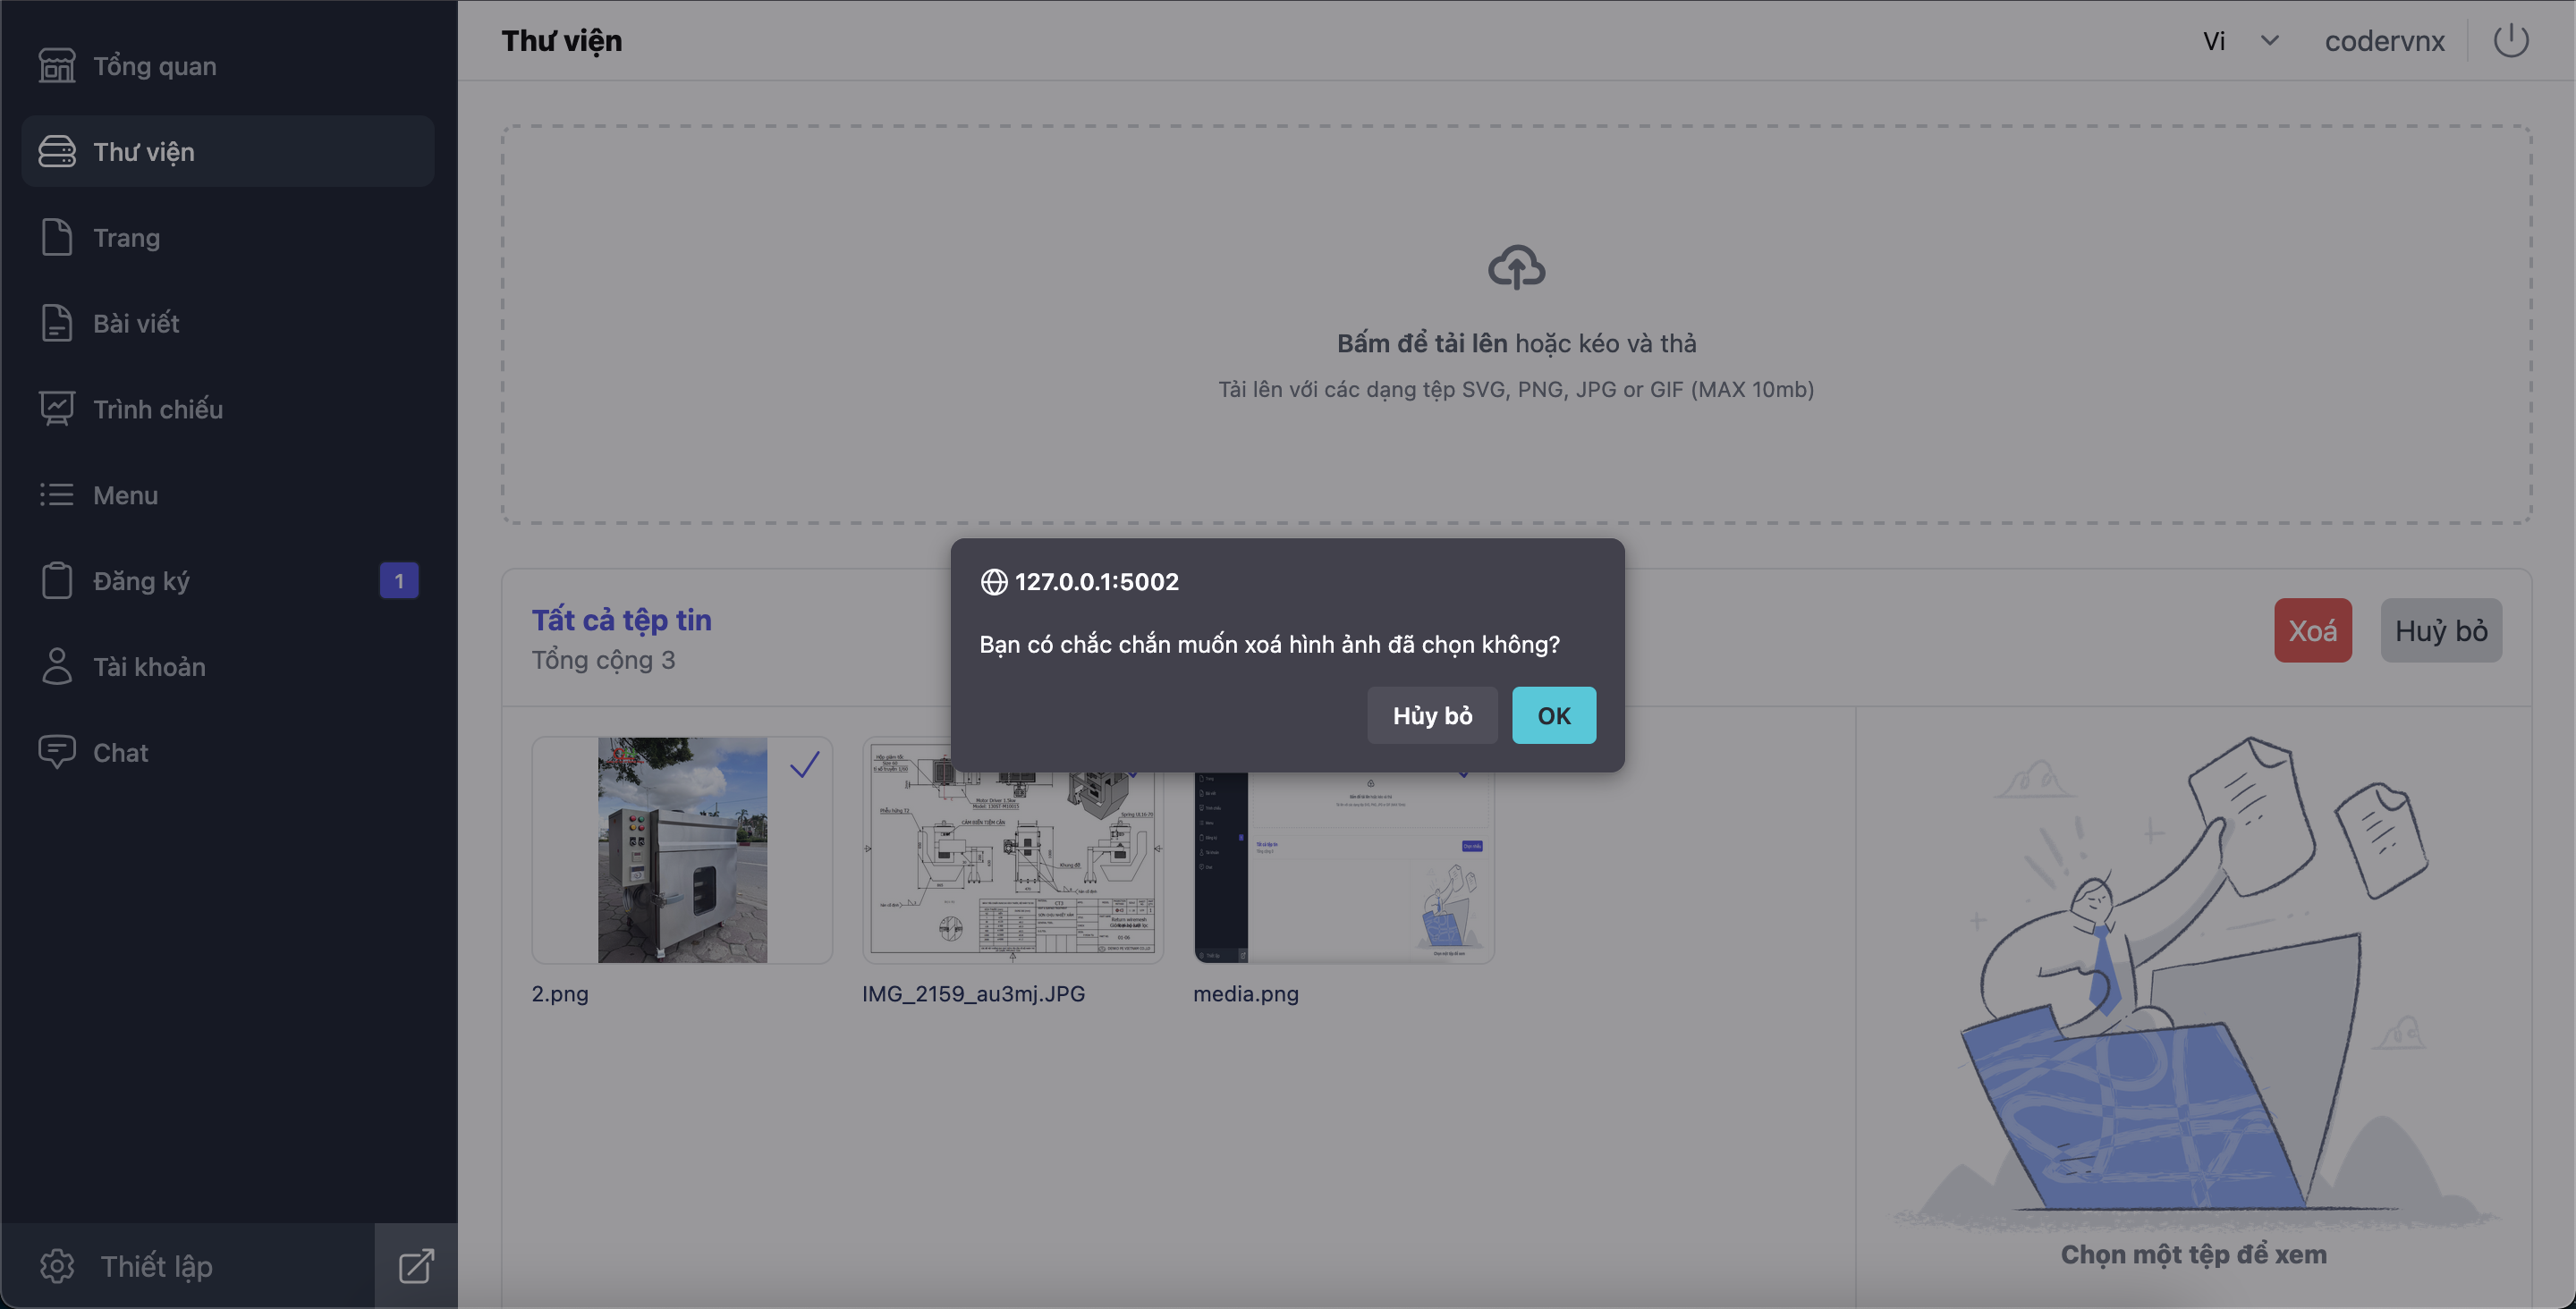 Tổng quan
Thư viện
Trang
Bài viết
Trình chiếu
Menu
Đăng ký
1
Tài khoản
Chat
Thiết lập
Thư viện
Vi
codervnx
Bấm để tải lên hoặc kéo và thả
Tải lên với các dạng tệp SVG, PNG, JPG or GIF (MAX 10mb)
127.0.0.1:5002
Bạn có chắc chắn muốn xoá hình ảnh đã chọn không?
Hủy bỏ
OK
Tất cả tệp tin
Tổng cộng 3
Xoá
Huỷ bỏ
2.png
IMG_2159_au3mj.JPG
media.png
Chọn một tệp để xem